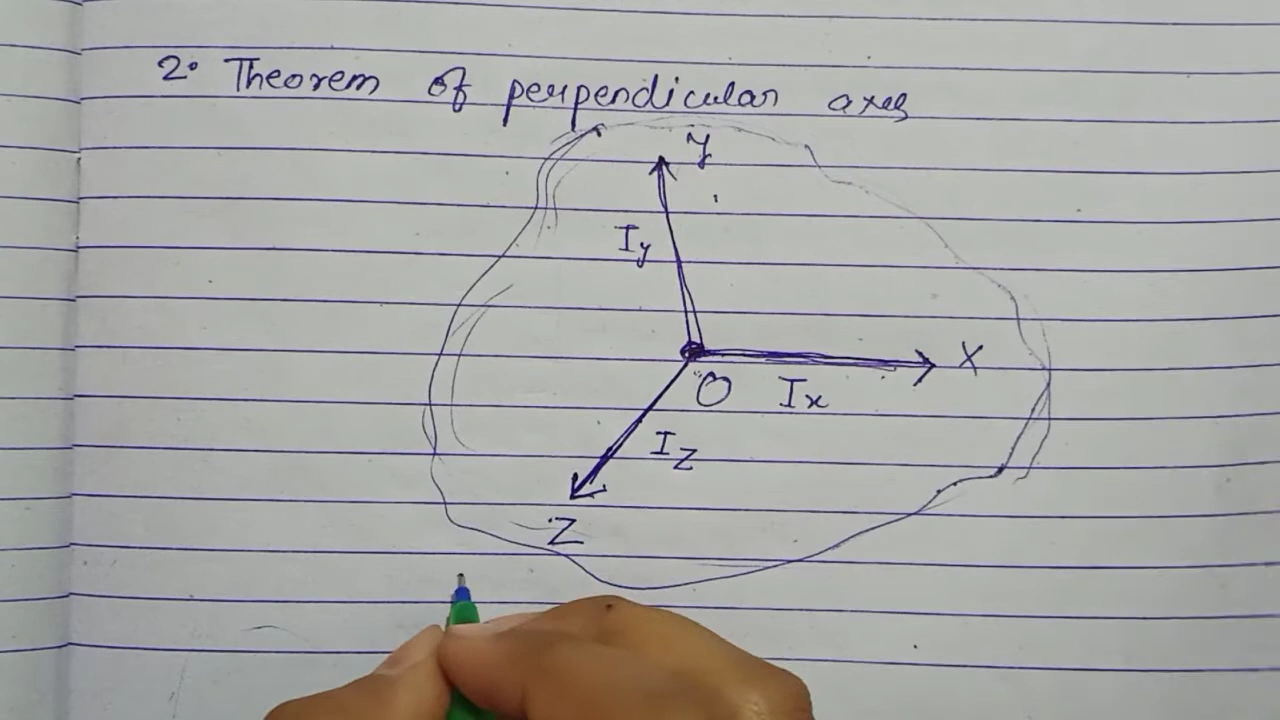 2. Theorem of perpendicular axes
Y
Iy
X
O
Ix
Iz
Z